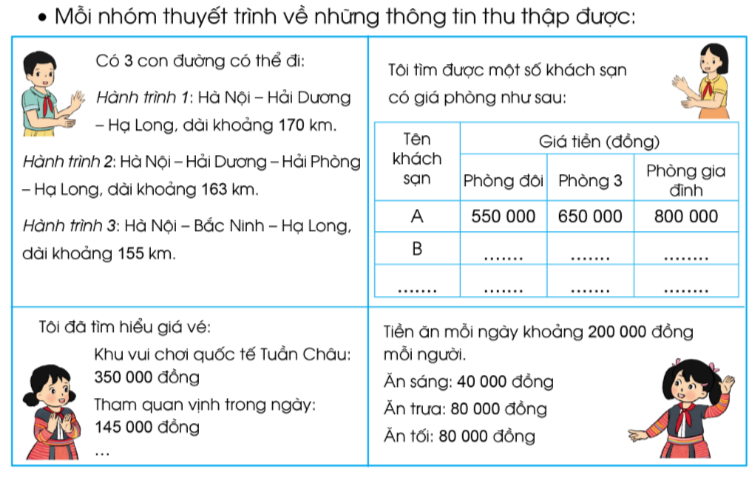 • Mỗi nhóm thuyết trình về những thông tin thu thập được:
Có 3 con đường có thể đi:
Hành trình 1: Hà Nội – Hải Dương
– Hạ Long, dài khoảng 170 km.
Hành trình 2: Hà Nội – Hải Dương – Hải Phòng
– Hạ Long, dài khoảng 163 km.
Hành trình 3: Hà Nội – Bắc Ninh – Hạ Long,
dài khoảng 155 km.
Tôi tìm được một số khách sạn
có giá phòng như sau:
Tên
khách
sạn
Giá tiền (đồng)
Phòng đôi
Phòng 3
Phòng gia
đình
A 550 000 650 000 800 000
B ....... ....... ........
....... ....... ....... ........
Tôi đã tìm hiểu giá vé:
Khu vui chơi quốc tế Tuần Châu:
350 000 đồng
Tham quan vịnh trong ngày:
145 000 đồng
...
Tiền ăn mỗi ngày khoảng 200 000 đồng
mỗi người.
Ăn sáng: 40 000 đồng
Ăn trưa: 80 000 đồng
Ăn tối: 80 000 đồng